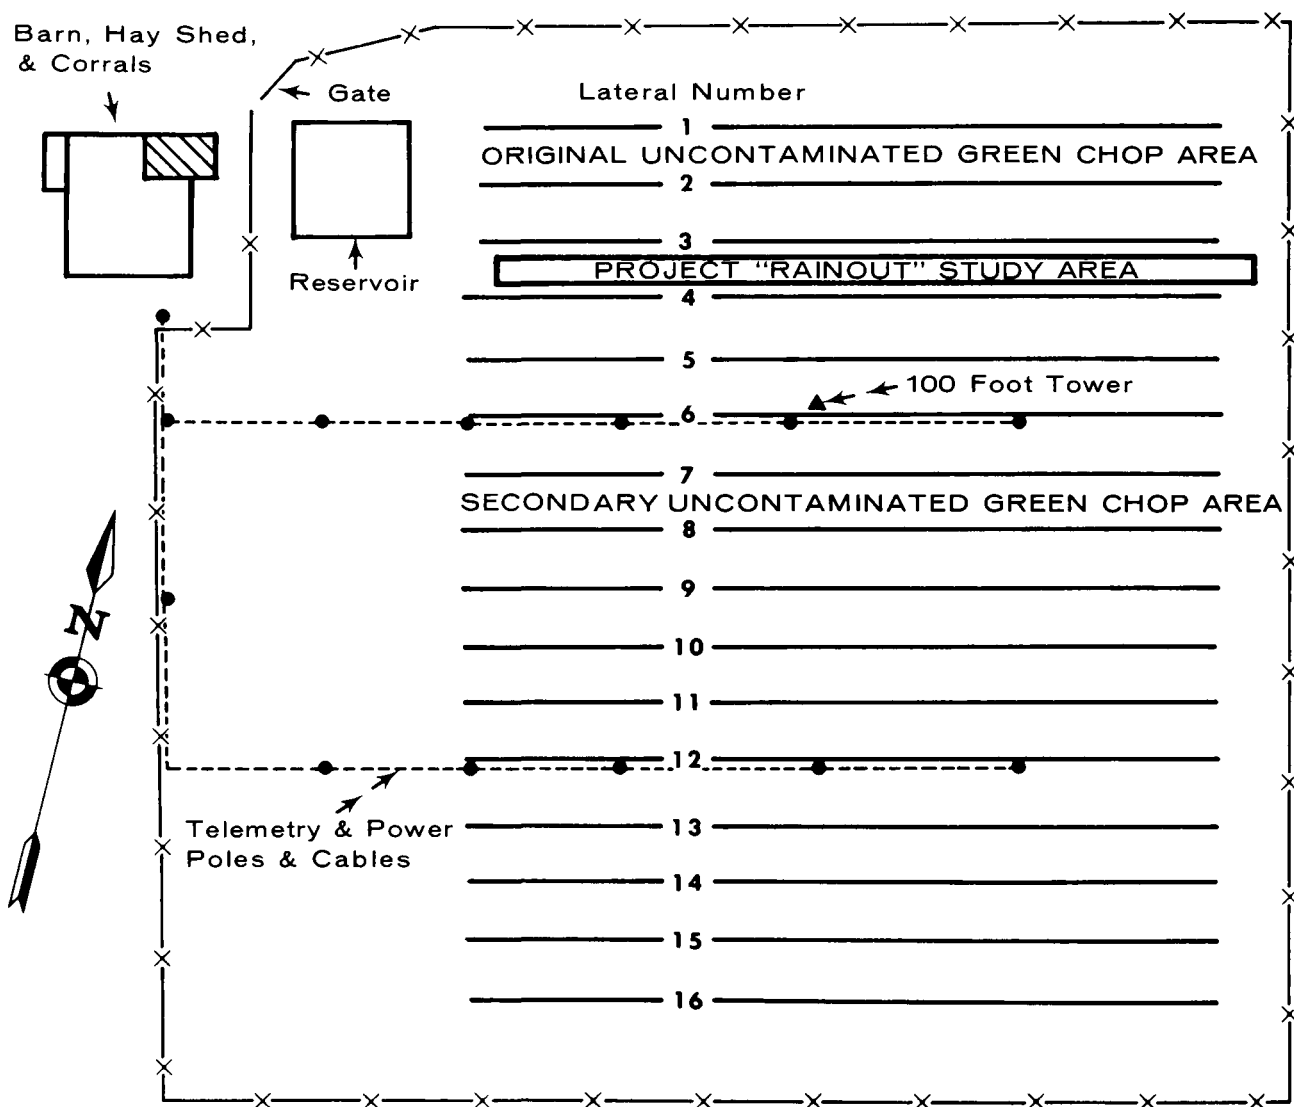 Barn, Hay Shed,
& Corrals
Gate
Lateral Number
1
ORIGINAL UNCONTAMINATED GREEN CHOP AREA
2
3
Reservoir
PROJECT "RAINOUT" STUDY AREA
4
5
100 Foot Tower
6
7
SECONDARY UNCONTAMINATED GREEN CHOP AREA
8
9
N
10
11
12
Telemetry & Power
Poles & Cables
13
14
15
16